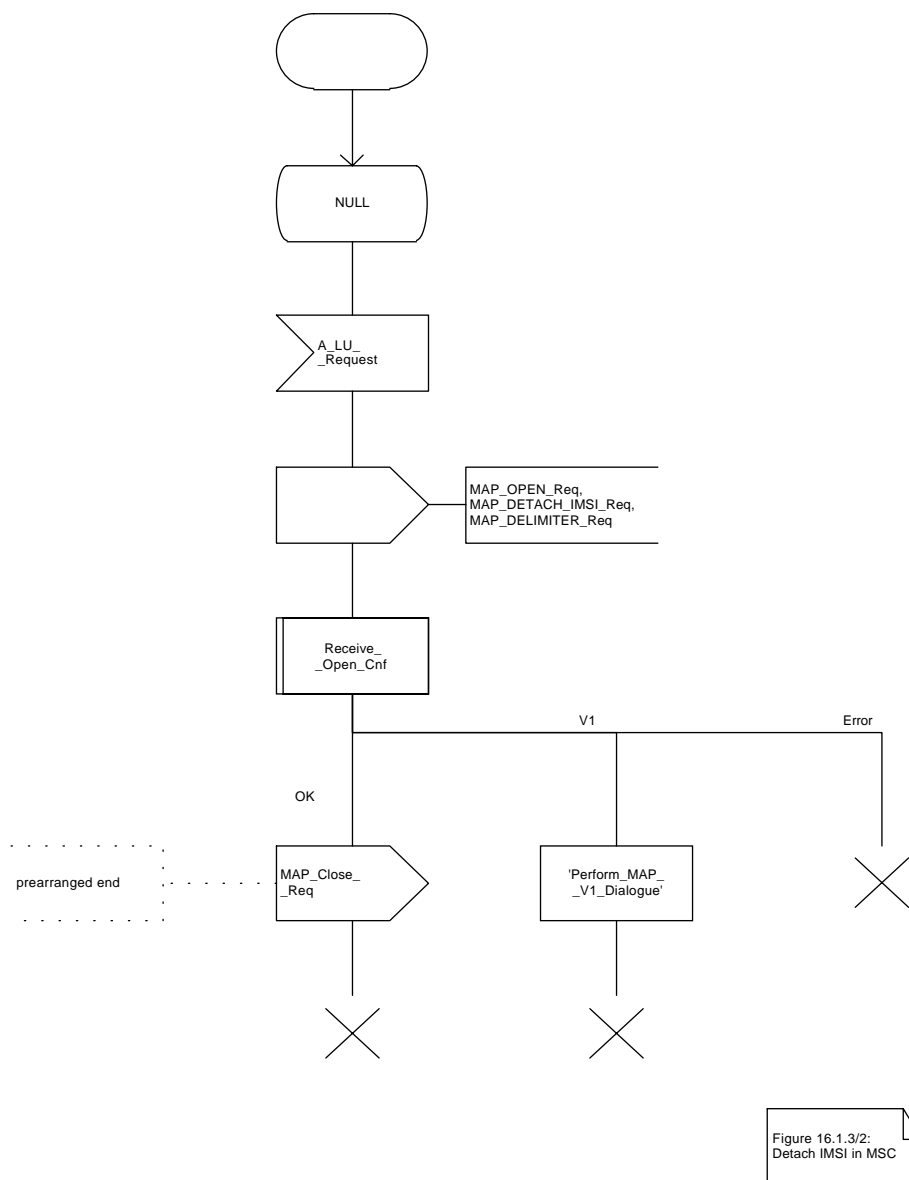 NULL
A_LU_
_Request
MAP_OPEN_Req,
MAP_DETACH_IMSI_Req,
MAP_DELIMITER_Req
Receive_
_Open_Cnf
V1
Error
OK
prearranged end
MAP_Close_
_Req
'Perform_MAP_
_V1_Dialogue'
Figure 16.1.3/2:
Detach IMSI in MSC